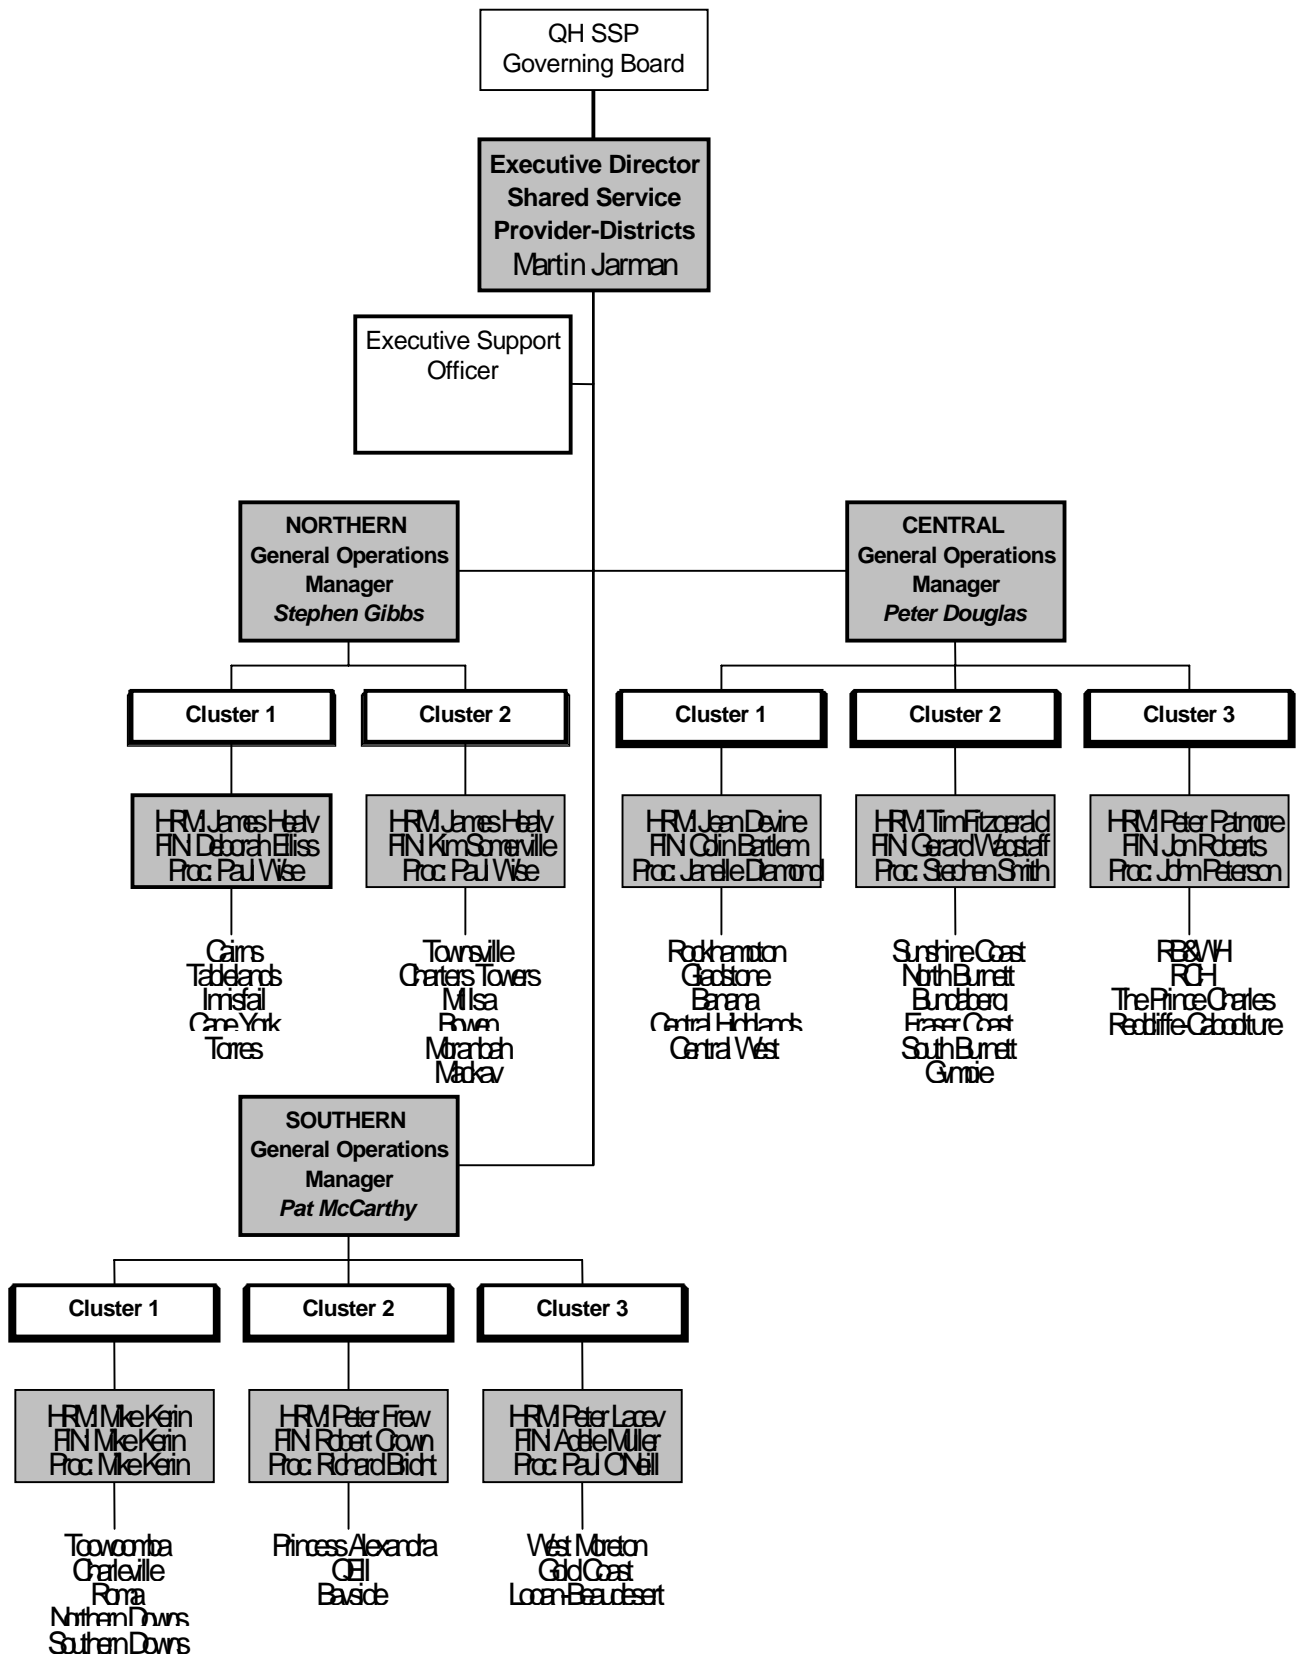 QH SSP
Governing Board
Executive Director
Shared Service
Provider-Districts
Martin Jarman
Executive Support
Officer
NORTHERN
General Operations
Manager
Stephen Gibbs
CENTRAL
General Operations
Manager
Peter Douglas
Cluster 1
Cluster 2
Cluster 1
Cluster 2
Cluster 3
HRM: James Healy
FIN: Deborah Elliss
Proc: Paul Wise
HRM: James Healy
FIN: Kim Somerville
Proc: Paul Wise
HRM: Jean Devine
FIN: Colin Bartlem
Proc: Janelle Diamond
HRM: Tim Fitzgerald
FIN: Gerard Wagstaff
Proc: Stephen Smith
HRM: Peter Patmore
FIN: Jon Roberts
Proc: John Peterson
Cairns
Tablelands
Innisfail
Cape York
Torres
Townsville
Charters Towers
Mt Isa
Bowen
Moranbah
Mackay
Rockhampton
Gladstone
Banana
Central Highlands
Central West
Sunshine Coast
North Burnett
Bundaberg
Fraser Coast
South Burnett
Gympie
RB&WH
RCH
The Prince Charles
Redcliffe-Caboolture
SOUTHERN
General Operations
Manager
Pat McCarthy
Cluster 1
Cluster 2
Cluster 3
HRM: Mike Kerin
FIN: Mike Kerin
Proc: Mike Kerin
HRM: Peter Frew
FIN: Robert Crown
Proc: Richard Bright
HRM: Peter Lacey
FIN: Adele Muller
Proc: Paul O'Neill
Toowoomba
Charleville
Roma
Northern Downs
Southern Downs
Princess Alexandra
QEII
Bayside
West Moreton
Gold Coast
Logan-Beaudesert